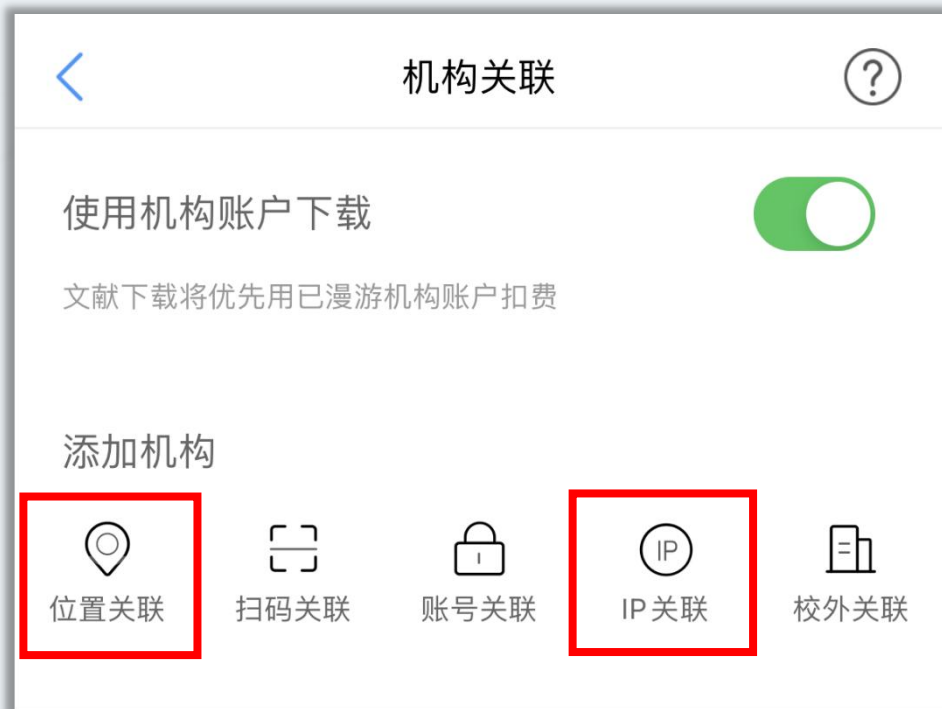 机构关联
使用机构账户下载
文献下载将优先用已漫游机构账户扣费
添加机构
IP
位置关联 扫码关联 账号关联 IP关联 校外关联